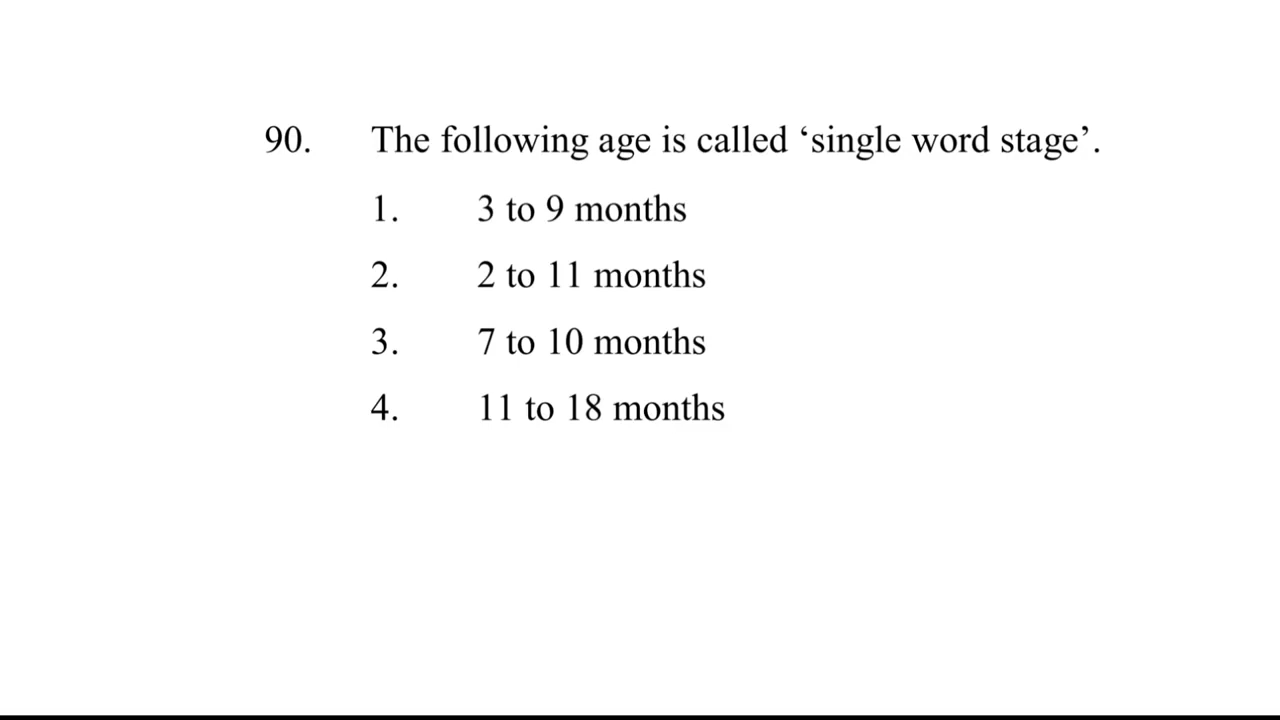 90. The following age is called ‘single word stage’.
1. 3 to 9 months
2. 2 to 11 months
3. 7 to 10 months
4. 11 to 18 months